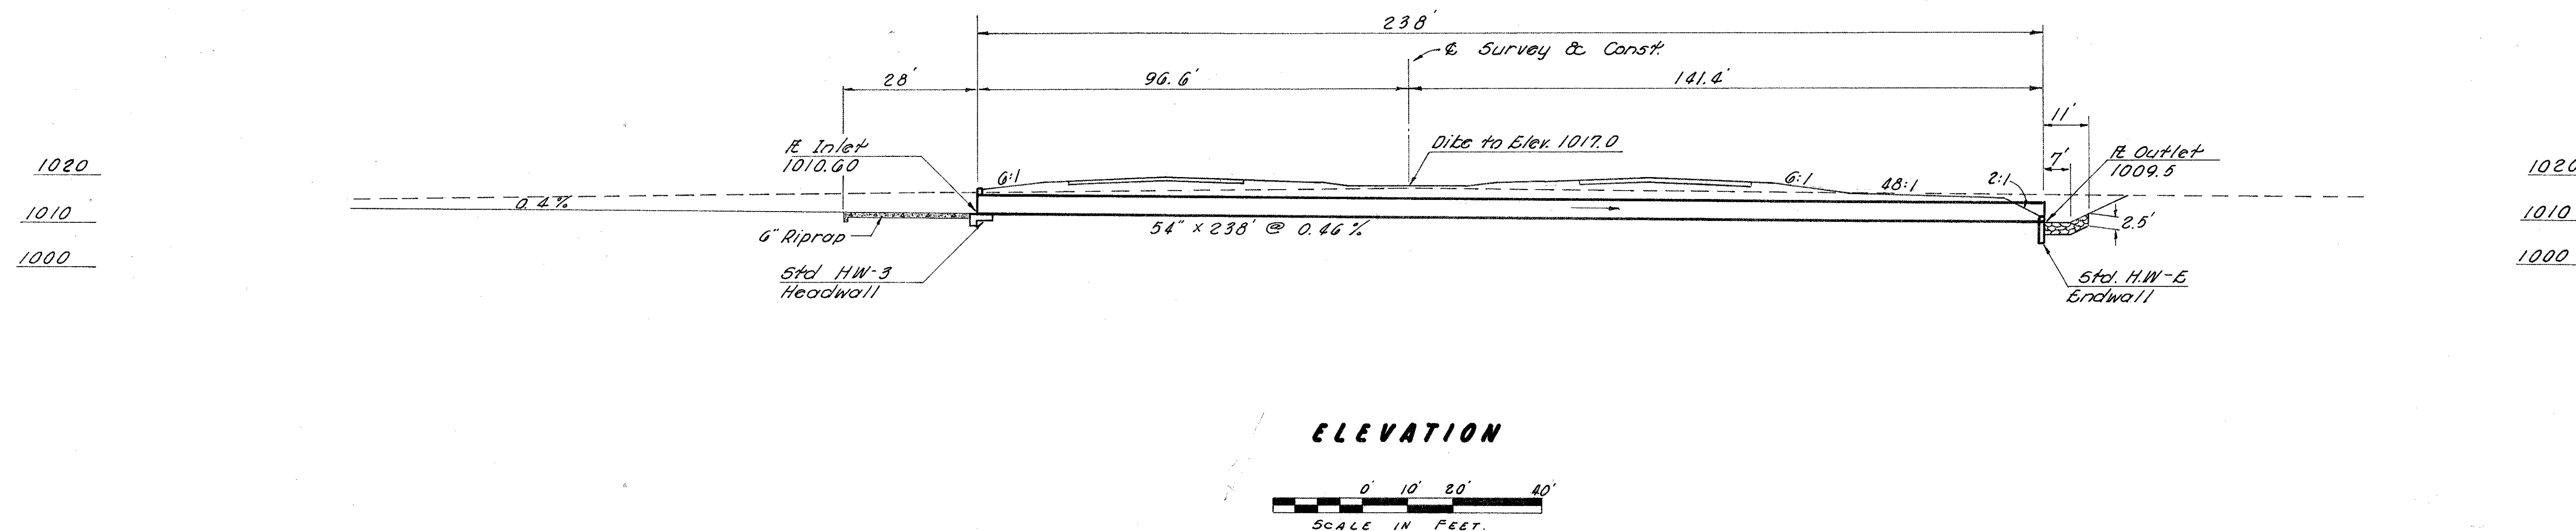 238'
℄ Survey & Const.
28'
96.6'
141.4'
11'
7'
Dike to Elev. 1017.0
Inlet
1010.60
Outlet
1009.5
1020
1020
6:1
6:1
48:1
2:1
0.4%
1010
1010
2.5'
6" Riprap
54" x 238' @ 0.46%
1000
1000
Std HW-3
Headwall
Std. H.W-E
Endwall
ELEVATION
0' 10' 20' 40'
SCALE IN FEET.